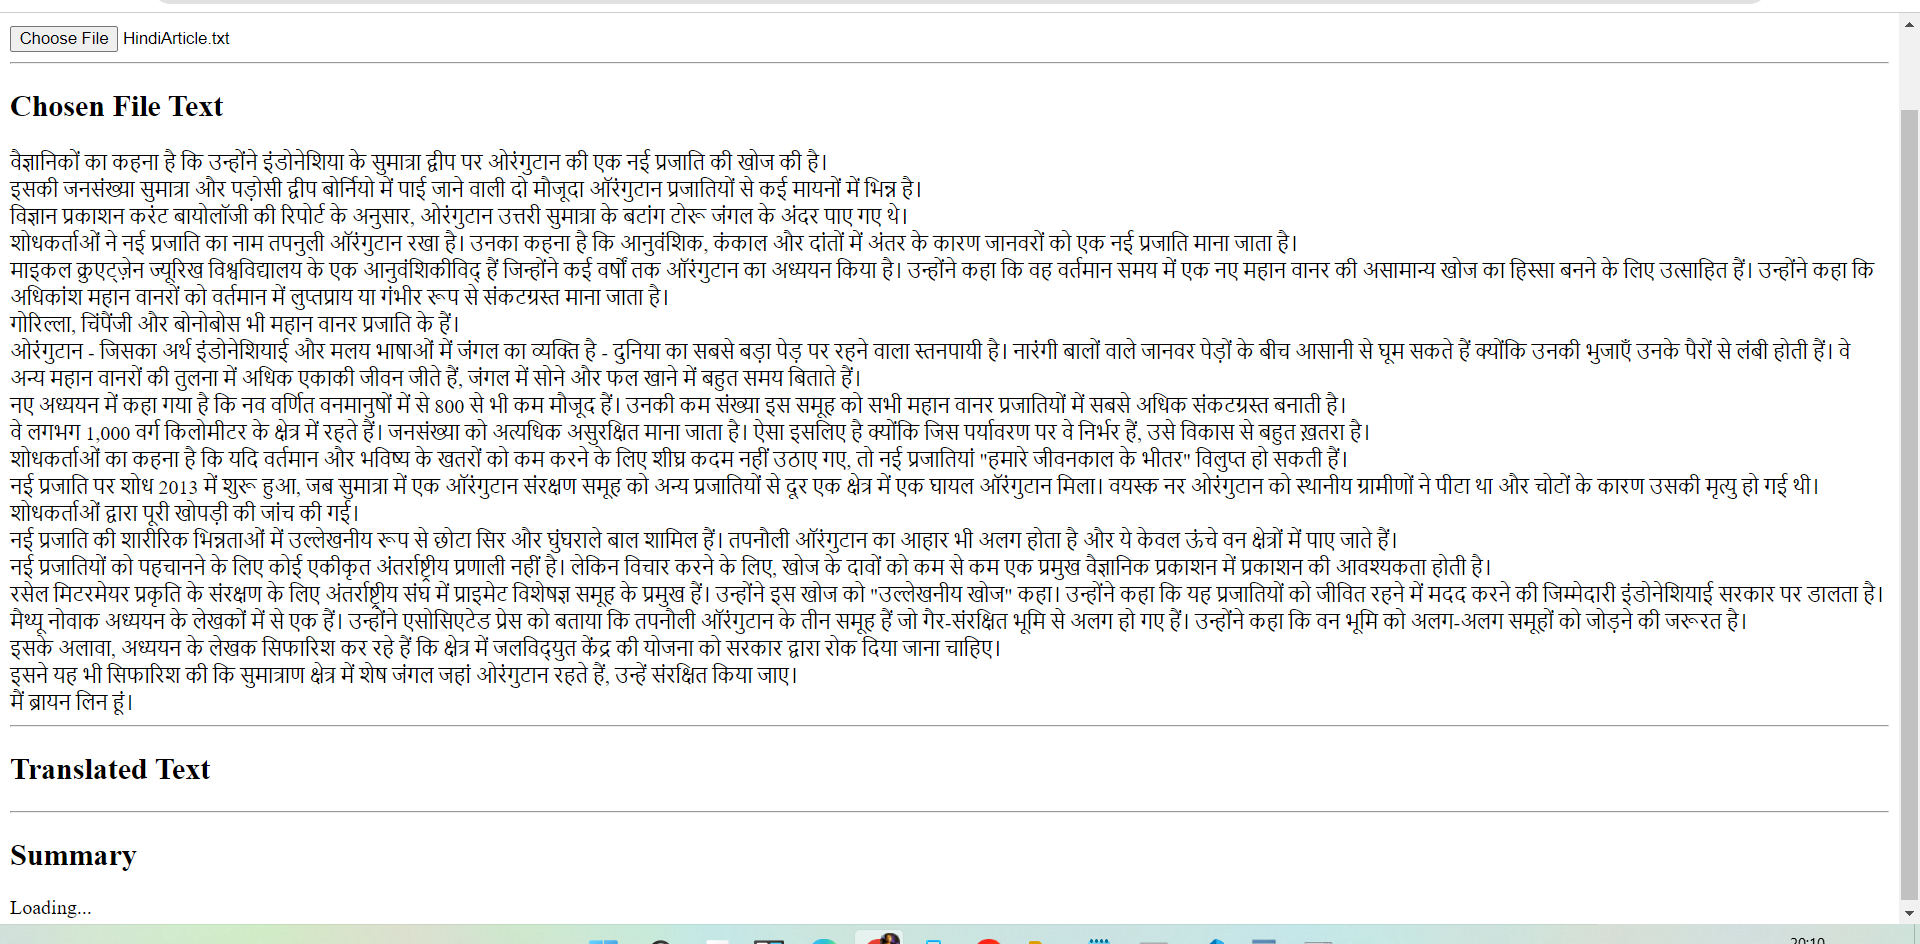 Choose File HindiArticle.txt
Chosen File Text
वैज्ञानिकों का कहना है कि उन्होंने इंडोनेशिया के सुमात्रा द्वीप पर ओरंगुटान की एक नई प्रजाति की खोज की है।
इसकी जनसंख्या सुमात्रा और पड़ोसी द्वीप बोर्नियो में पाई जाने वाली दो मौजूदा ऑरंगुटान प्रजातियों से कई मायनों में भिन्न है।
विज्ञान प्रकाशन करंट बायोलॉजी की रिपोर्ट के अनुसार, ओरंगुटान उत्तरी सुमात्रा के बटांग टोरू जंगल के अंदर पाए गए थे।
शोधकर्ताओं ने नई प्रजाति का नाम तपनुली ऑरंगुटान रखा है। उनका कहना है कि आनुवंशिक, कंकाल और दांतों में अंतर के कारण जानवरों को एक नई प्रजाति माना जाता है।
माइकल क्रुएट्ज़ेन ज्यूरिख विश्वविद्यालय के एक आनुवंशिकीविद् हैं जिन्होंने कई वर्षों तक ऑरंगुटान का अध्ययन किया है। उन्होंने कहा कि वह वर्तमान समय में एक नए महान वानर की असामान्य खोज का हिस्सा बनने के लिए उत्साहित हैं। उन्होंने कहा कि
अधिकांश महान वानरों को वर्तमान में लुप्तप्राय या गंभीर रूप से संकटग्रस्त माना जाता है।
गोरिल्ला, चिंपैंजी और बोनोबोस भी महान वानर प्रजाति के हैं।
ओरंगुटान - जिसका अर्थ इंडोनेशियाई और मलय भाषाओं में जंगल का व्यक्ति है - दुनिया का सबसे बड़ा पेड़ पर रहने वाला स्तनपायी है। नारंगी बालों वाले जानवर पेड़ों के बीच आसानी से घूम सकते हैं क्योंकि उनकी भुजाएँ उनके पैरों से लंबी होती हैं। वे
अन्य महान वानरों की तुलना में अधिक एकाकी जीवन जीते हैं, जंगल में सोने और फल खाने में बहुत समय बिताते हैं।
नए अध्ययन में कहा गया है कि नव वर्णित वनमानुषों में से 800 से भी कम मौजूद हैं। उनकी कम संख्या इस समूह को सभी महान वानर प्रजातियों में सबसे अधिक संकटग्रस्त बनाती है।
वे लगभग 1,000 वर्ग किलोमीटर के क्षेत्र में रहते हैं। जनसंख्या को अत्यधिक असुरक्षित माना जाता है। ऐसा इसलिए है क्योंकि जिस पर्यावरण पर वे निर्भर हैं, उसे विकास से बहुत ख़तरा है।
शोधकर्ताओं का कहना है कि यदि वर्तमान और भविष्य के खतरों को कम करने के लिए शीघ्र कदम नहीं उठाए गए, तो नई प्रजातियां "हमारे जीवनकाल के भीतर" विलुप्त हो सकती हैं।
नई प्रजाति पर शोध 2013 में शुरू हुआ, जब सुमात्रा में एक ऑरंगुटान संरक्षण समूह को अन्य प्रजातियों से दूर एक क्षेत्र में एक घायल ऑरंगुटान मिला। वयस्क नर ओरंगुटान को स्थानीय ग्रामीणों ने पीटा था और चोटों के कारण उसकी मृत्यु हो गई थी।
शोधकर्ताओं द्वारा पूरी खोपड़ी की जांच की गई।
नई प्रजाति की शारीरिक भिन्नताओं में उल्लेखनीय रूप से छोटा सिर और घुंघराले बाल शामिल हैं। तपनौली ऑरंगुटान का आहार भी अलग होता है और ये केवल ऊंचे वन क्षेत्रों में पाए जाते हैं।
नई प्रजातियों को पहचानने के लिए कोई एकीकृत अंतर्राष्ट्रीय प्रणाली नहीं है। लेकिन विचार करने के लिए, खोज के दावों को कम से कम एक प्रमुख वैज्ञानिक प्रकाशन में प्रकाशन की आवश्यकता होती है।
रसेल मिटरमेयर प्रकृति के संरक्षण के लिए अंतर्राष्ट्रीय संघ में प्राइमेट विशेषज्ञ समूह के प्रमुख हैं। उन्होंने इस खोज को "उल्लेखनीय खोज" कहा। उन्होंने कहा कि यह प्रजातियों को जीवित रहने में मदद करने की जिम्मेदारी इंडोनेशियाई सरकार पर डालता है।
मैथ्यू नोवाक अध्ययन के लेखकों में से एक हैं। उन्होंने एसोसिएटेड प्रेस को बताया कि तपनौली ऑरंगुटान के तीन समूह हैं जो गैर-संरक्षित भूमि से अलग हो गए हैं। उन्होंने कहा कि वन भूमि को अलग-अलग समूहों को जोड़ने की जरूरत है।
इसके अलावा, अध्ययन के लेखक सिफारिश कर रहे हैं कि क्षेत्र में जलविद्युत केंद्र की योजना को सरकार द्वारा रोक दिया जाना चाहिए।
इसने यह भी सिफारिश की कि सुमात्राण क्षेत्र में शेष जंगल जहां ओरंगुटान रहते हैं, उन्हें संरक्षित किया जाए।
मैं ब्रायन लिन हूं।
Translated Text
Summary
Loading...